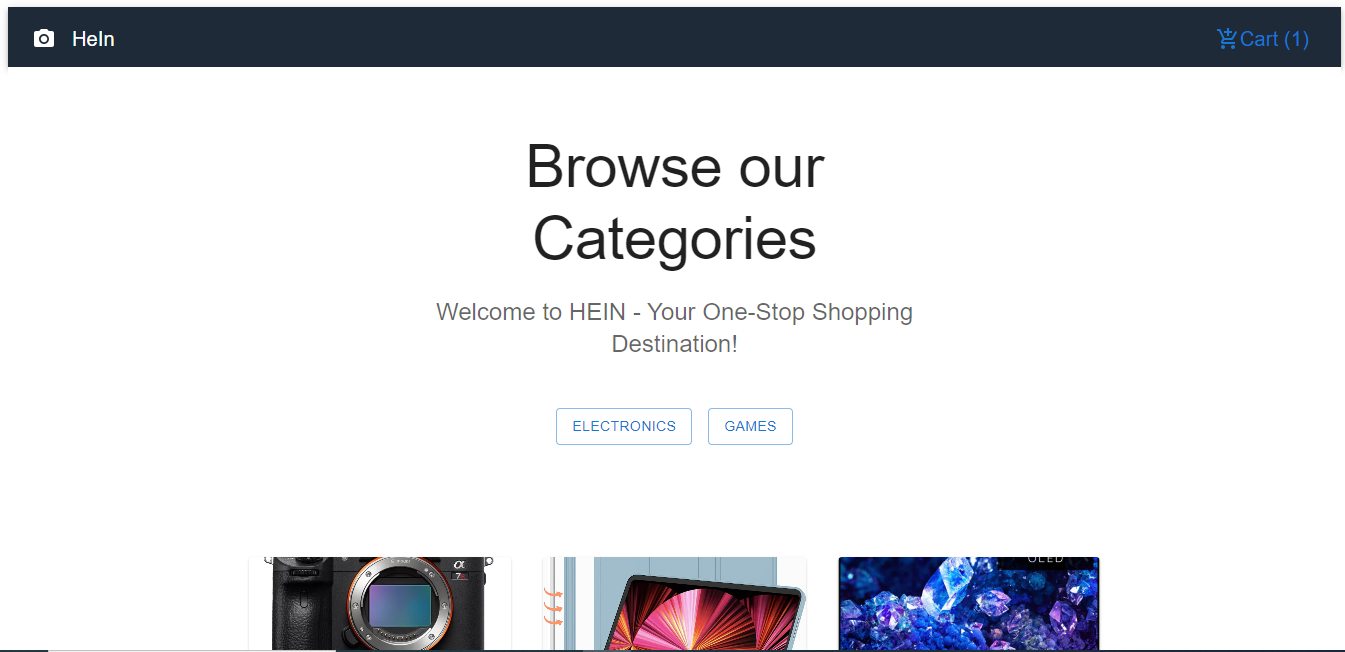 HeIn
Cart (1)
Browse our
Categories
Welcome to HEIN - Your One-Stop Shopping
Destination!
ELECTRONICS
GAMES
α
OLED